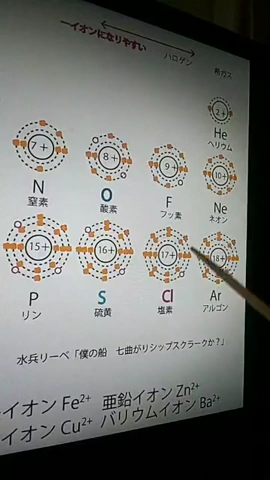 ーイオンになりやすい
ハロゲン
希ガス
2+
He
ヘリウム
7+ 8+ 9+ 10+
N O F Ne
窒素 酸素 フッ素 ネオン
15+ 16+ 17+ 18+
P S Cl Ar
リン 硫黄 塩素 アルゴン
水兵リーベ「僕の船 七曲がりシップスクラークか？」
イオン Fe²⁺ 亜鉛イオン Zn²⁺
イオン Cu²⁺ バリウムイオン Ba²⁺